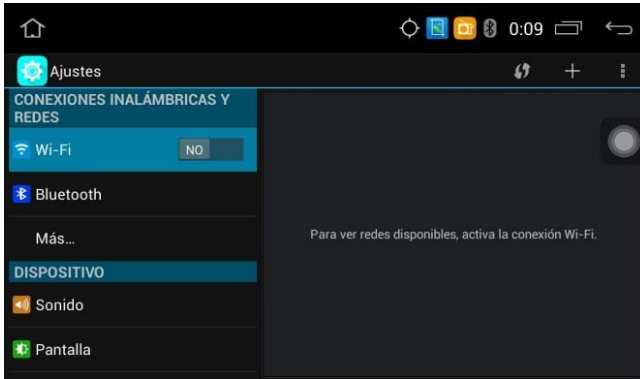 0:09
Ajustes
CONEXIONES INALÁMBRICAS Y
REDES
Wi-Fi
NO
Bluetooth
Más...
DISPOSITIVO
Sonido
Pantalla
Para ver redes disponibles, activa la conexión Wi-Fi.